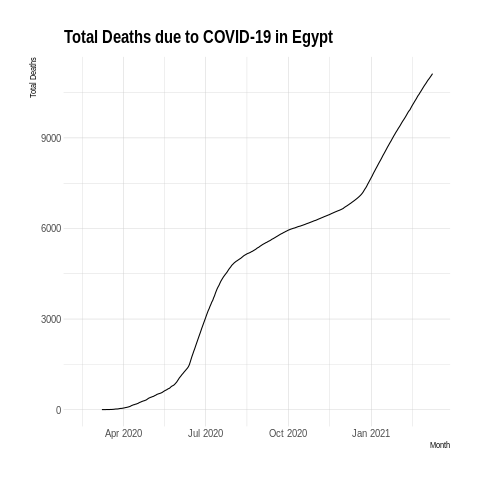 Total Deaths due to COVID-19 in Egypt
Total Deaths
9000
6000
3000
0
Apr 2020
Jul 2020
Oct 2020
Jan 2021
Month